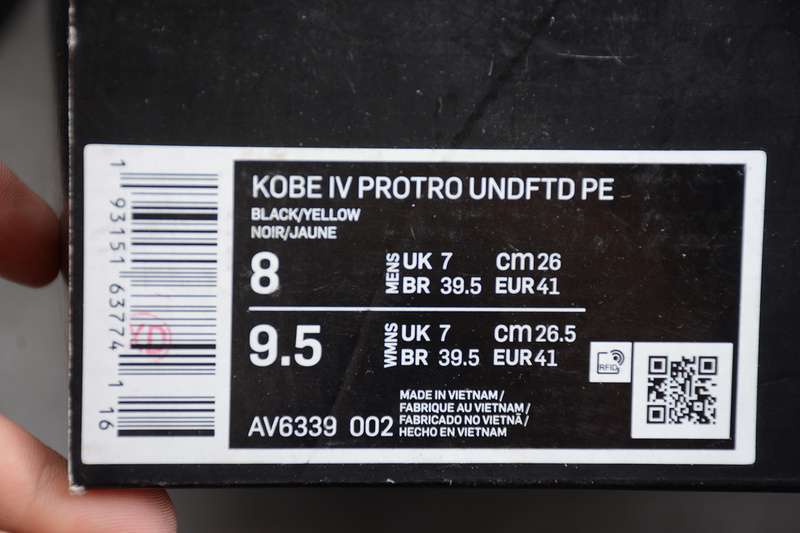 KOBE IV PROTRO UNDFTD PE
BLACK/YELLOW
NOIR/JAUNE
8 MENS UK 7 cm 26
BR 39.5 EUR 41
9.5 WMNS UK 7 cm 26.5
BR 39.5 EUR 41
RFID
AV6339 002
MADE IN VIETNAM /
FABRIQUE AU VIETNAM /
FABRICADO NO VIETNÃ /
HECHO EN VIETNAM
1 93151 63774 1 16